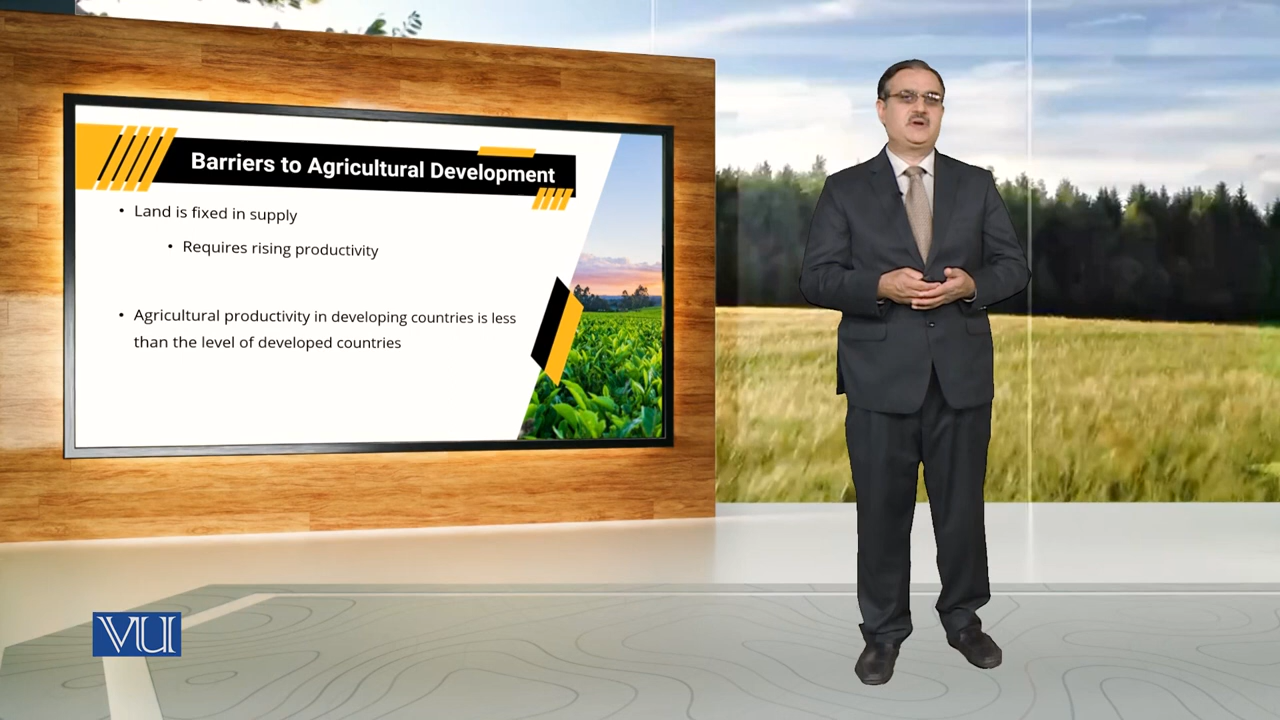 Barriers to Agricultural Development
• Land is fixed in supply
• Requires rising productivity
• Agricultural productivity in developing countries is less
than the level of developed countries
VU